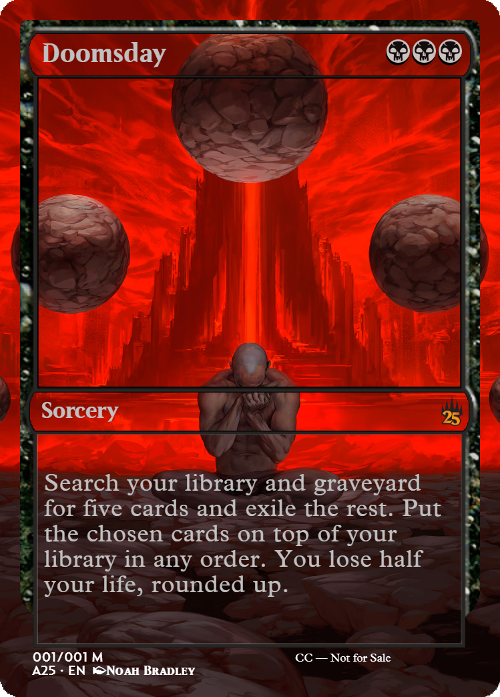 Doomsday
Sorcery
25
Search your library and graveyard
for five cards and exile the rest. Put
the chosen cards on top of your
library in any order. You lose half
your life, rounded up.
001/001 M
A25 · EN Noah Bradley
CC — Not for Sale